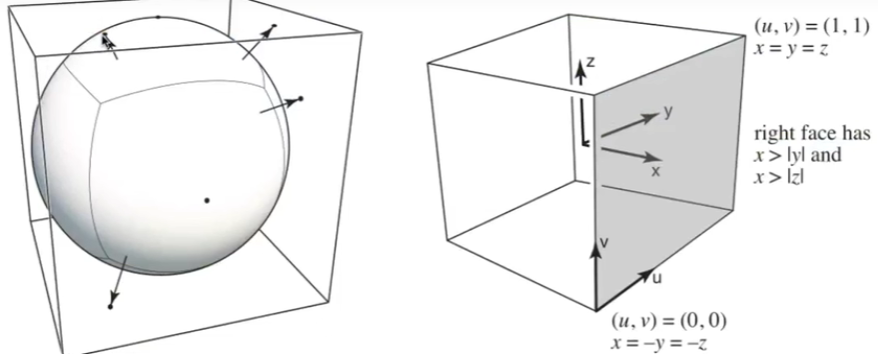 (u, v) = (1, 1)
x = y = z
z
y
x
right face has
x > |y| and
x > |z|
v
u
(u, v) = (0, 0)
x = –y = –z